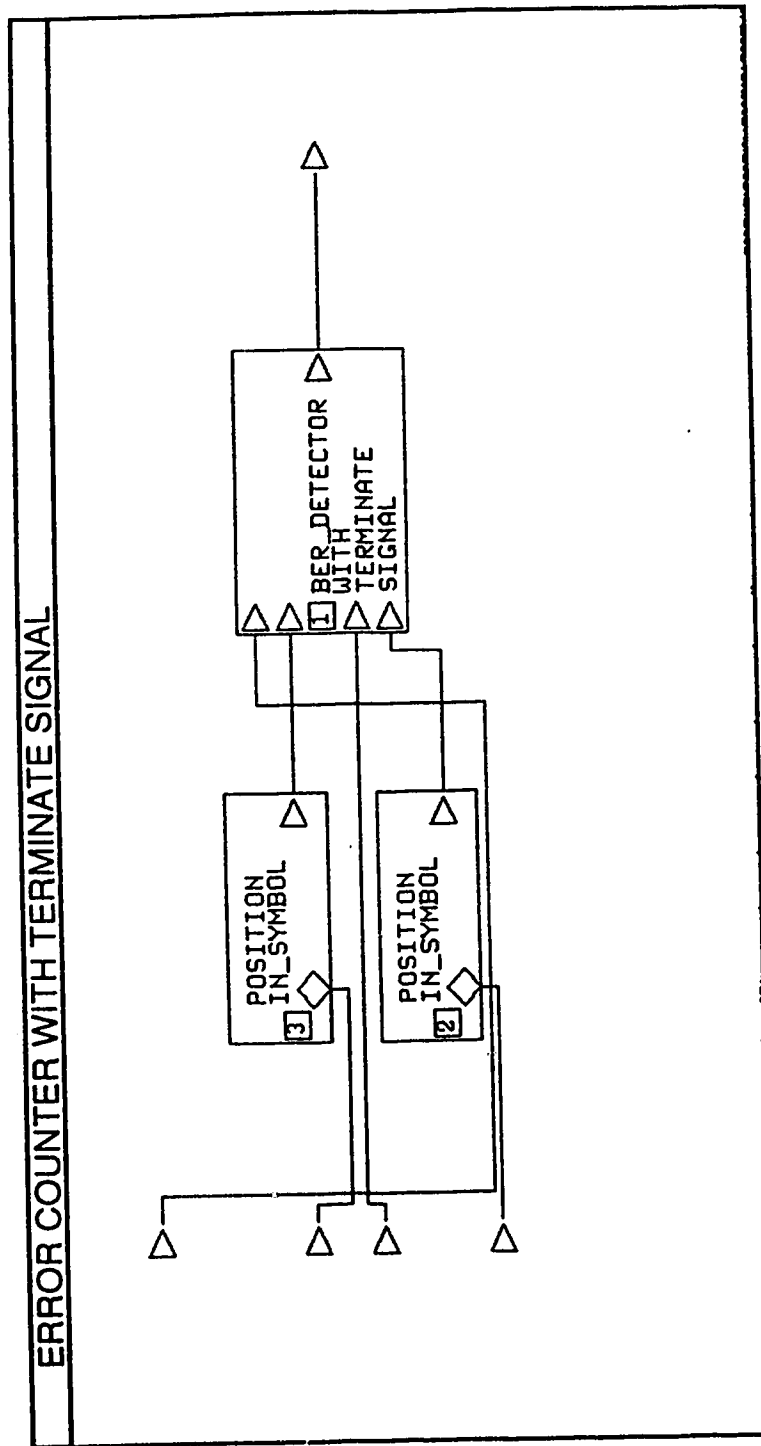 ERROR COUNTER WITH TERMINATE SIGNAL
POSITION
IN_SYMBOL
3
POSITION
IN_SYMBOL
2
1 BER_DETECTOR
WITH
TERMINATE
SIGNAL